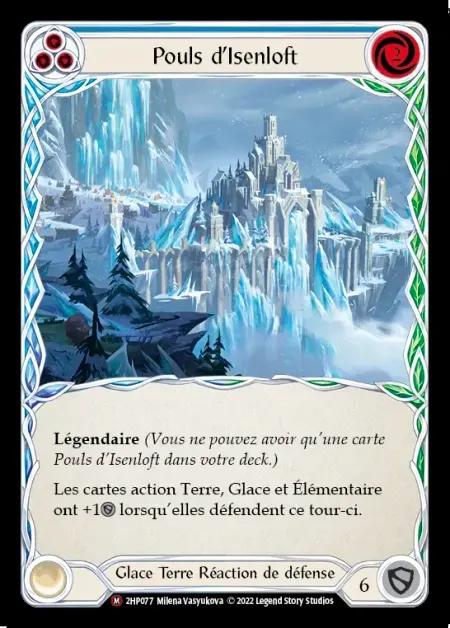 2
Pouls d'Isenloft
Légendaire (Vous ne pouvez avoir qu'une carte
Pouls d'Isenloft dans votre deck.)
Les cartes action Terre, Glace et Élémentaire
ont +1 lorsqu'elles défendent ce tour-ci.
Glace Terre Réaction de défense
6
M 2HP077 Milena Vasyukova © 2022 Legend Story Studios